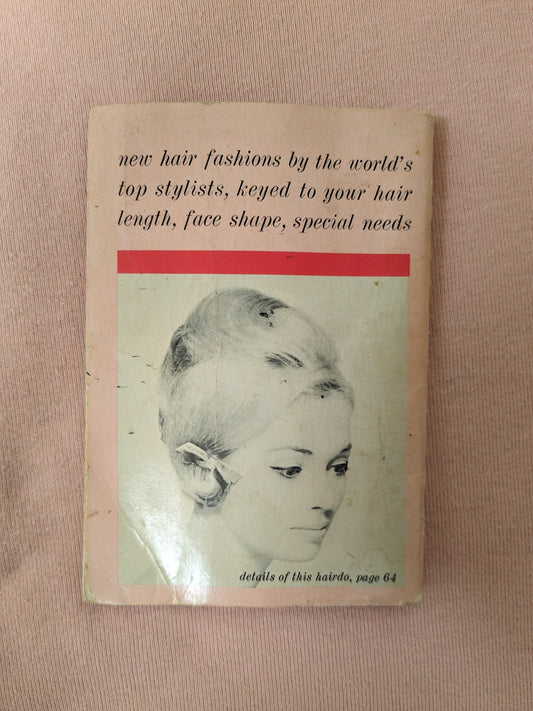 new hair fashions by the world's
top stylists, keyed to your hair
length, face shape, special needs
details of this hairdo, page 64